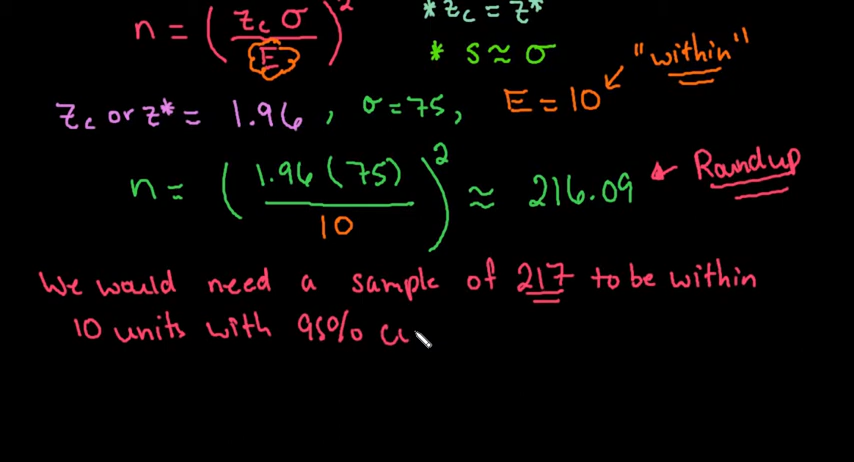 n = (z_c σ / E)^2
* z_c = z*
* s ≈ σ
"within"
z_c or z* = 1.96 , σ = 75, E = 10
n = (1.96 (75) / 10)^2 ≈ 216.09
Roundup
We would need a sample of 217 to be within
10 units with 95%